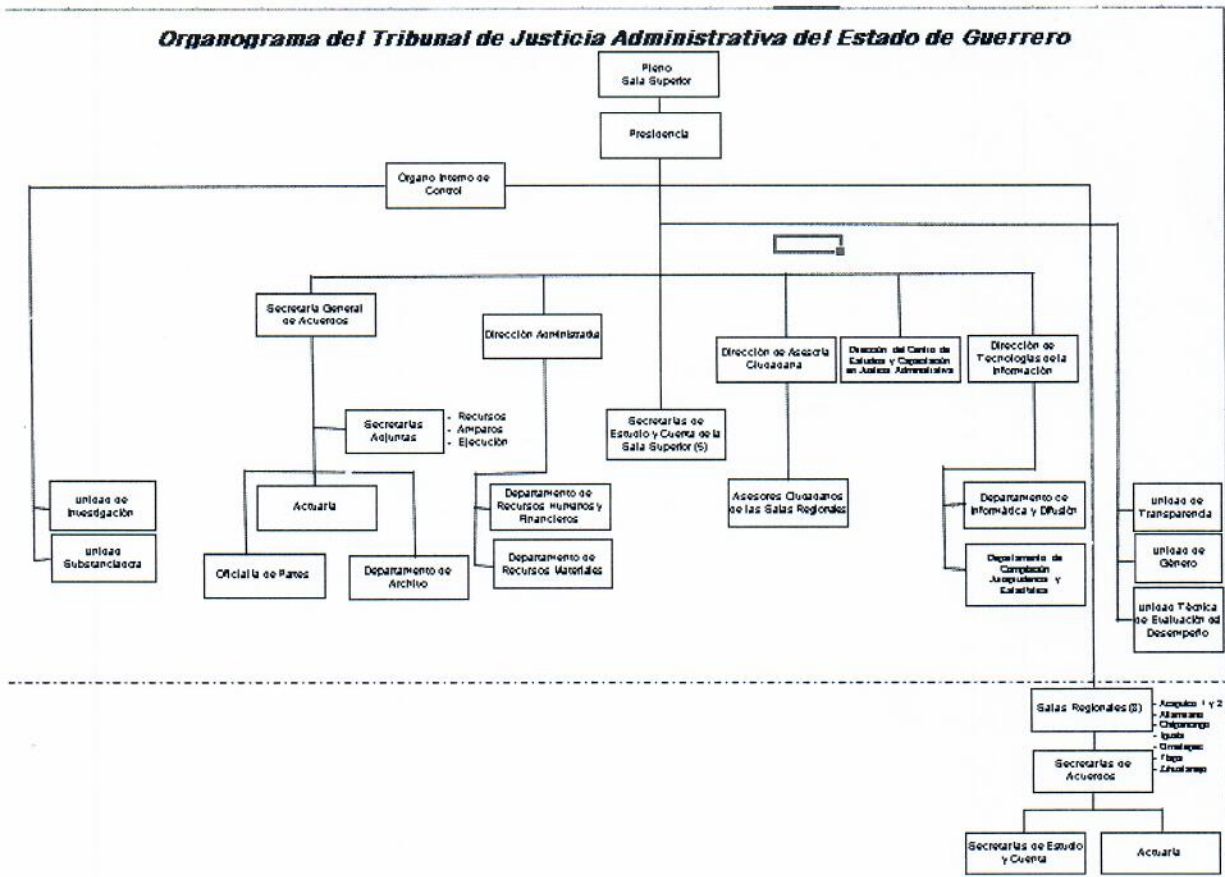 Organograma del Tribunal de Justicia Administrativa del Estado de Guerrero
Pleno
Sala Superior
Presidencia
Órgano Interno de
Control
Secretaría General
de Acuerdos
Dirección Administrativa
Dirección de Asesoría
Ciudadana
Dirección del Centro de
Estudios y Capacitación
en Justicia Administrativa
Dirección de
Tecnologías de la
Información
Secretarías
Adjuntas
- Recursos
- Amparos
- Ejecución
Secretarías de
Estudio y Cuenta de la
Sala Superior (5)
Unidad de
Investigación
Unidad
Substanciadora
Actuaría
Oficialía de Partes
Departamento de
Archivo
Departamento de
Recursos Humanos y
Financieros
Departamento de
Recursos Materiales
Asesores Ciudadanos
de las Salas Regionales
Departamento de
Informática y Difusión
Departamento de
Compilación
Jurisprudencia y
Estadística
Unidad de
Transparencia
Unidad de
Género
Unidad Técnica
de Evaluación del
Desempeño
Salas Regionales (8)
- Acapulco 1 y 2
- Altamirano
- Chilpancingo
- Iguala
- Ometepec
- Tlapa
- Zihuatanejo
Secretarías de
Acuerdos
Secretarías de Estudio
y Cuenta
Actuaría